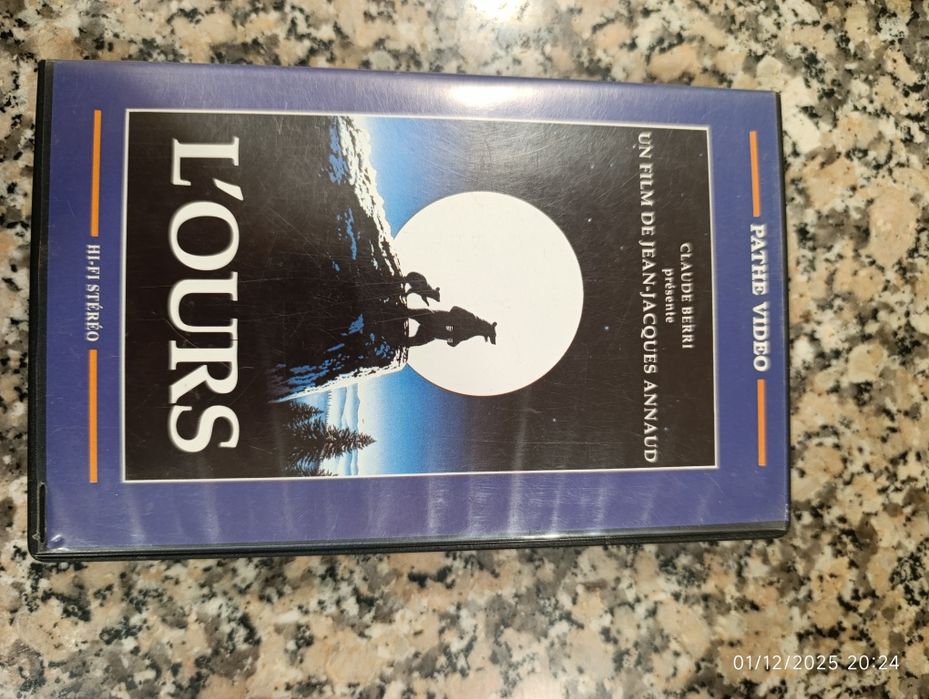 PATHE VIDEO
CLAUDE BERRI
présente
UN FILM DE JEAN-JACQUES ANNAUD
L'OURS
HI-FI STÉRÉO
01/12/2025 20:24